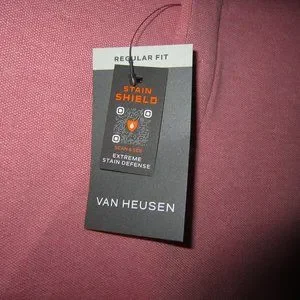 REGULAR FIT
STAIN
SHIELD
SCAN & SEE
EXTREME
STAIN DEFENSE
VAN HEUSEN